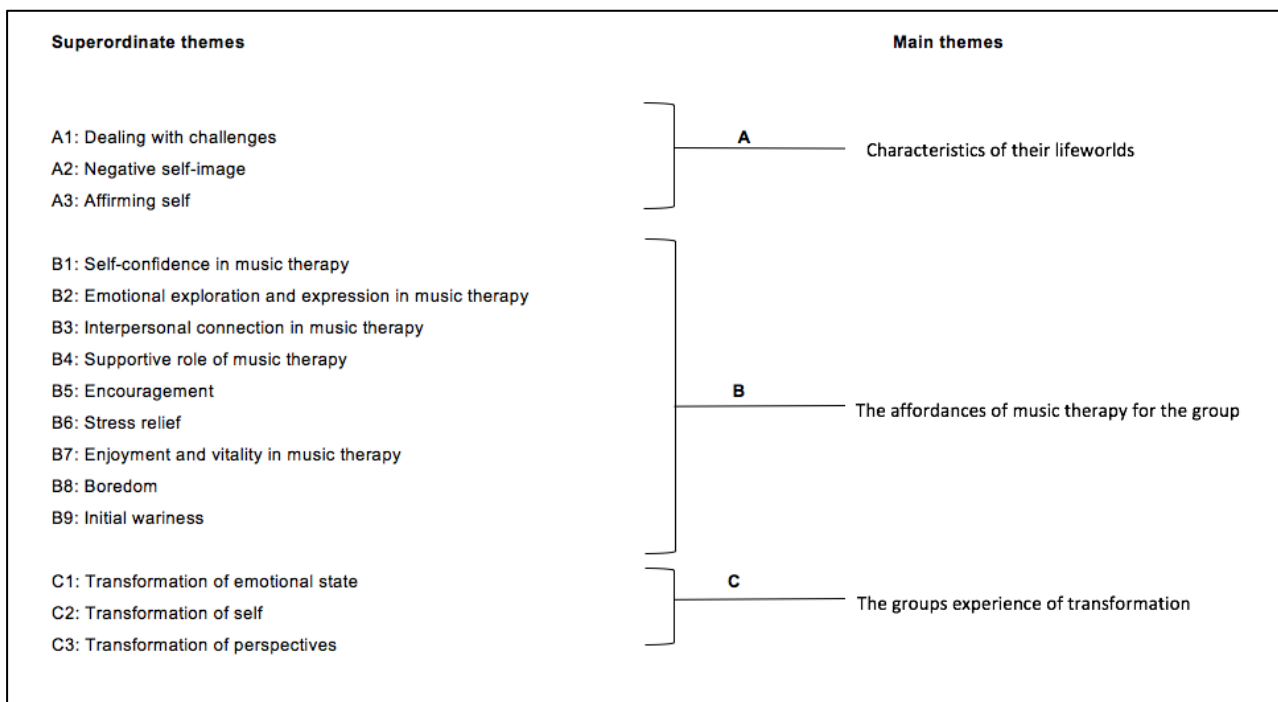 Superordinate themes
Main themes
A1: Dealing with challenges
A2: Negative self-image
A3: Affirming self
A
Characteristics of their lifeworlds
B1: Self-confidence in music therapy
B2: Emotional exploration and expression in music therapy
B3: Interpersonal connection in music therapy
B4: Supportive role of music therapy
B5: Encouragement
B6: Stress relief
B7: Enjoyment and vitality in music therapy
B8: Boredom
B9: Initial wariness
B
The affordances of music therapy for the group
C1: Transformation of emotional state
C2: Transformation of self
C3: Transformation of perspectives
C
The groups experience of transformation